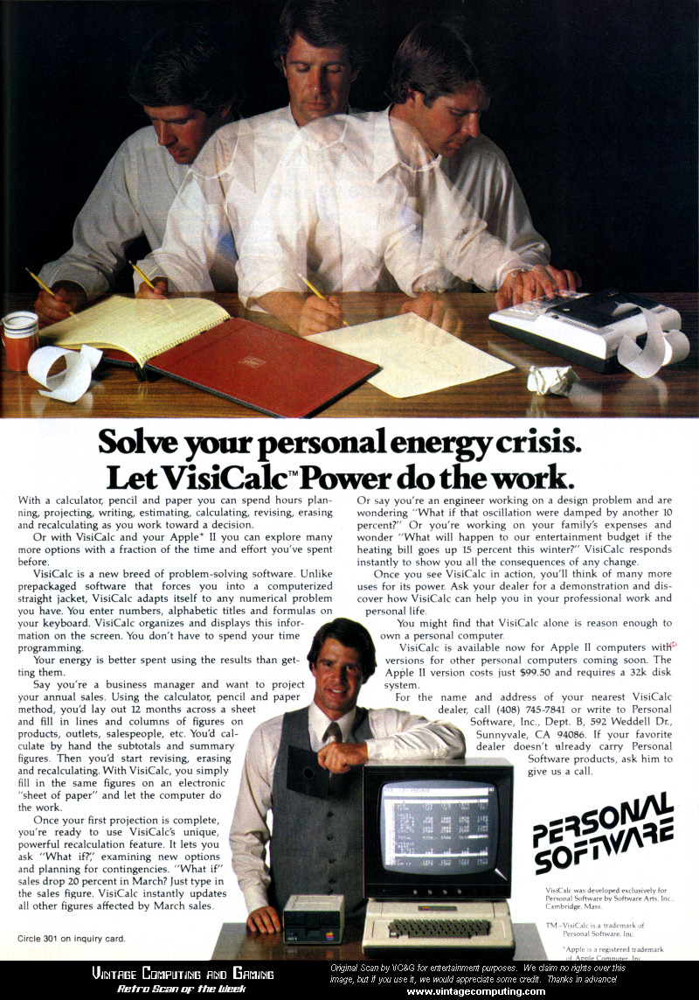 Solve your personal energy crisis.
Let VisiCalc™ Power do the work.
With a calculator, pencil and paper you can spend hours plan-
ning, projecting, writing, estimating, calculating, revising, erasing
and recalculating as you work toward a decision.
Or with VisiCalc and your Apple* II you can explore many
more options with a fraction of the time and effort you've spent
before.
VisiCalc is a new breed of problem-solving software. Unlike
prepackaged software that forces you into a computerized
straight jacket, VisiCalc adapts itself to any numerical problem
you have. You enter numbers, alphabetic titles and formulas on
your keyboard. VisiCalc organizes and displays this infor-
mation on the screen. You don't have to spend your time
programming.
Your energy is better spent using the results than get-
ting them.
Say you're a business manager and want to project
your annual sales. Using the calculator, pencil and paper
method, you'd lay out 12 months across a sheet
and fill in lines and columns of figures on
products, outlets, salespeople, etc. You'd cal-
culate by hand the subtotals and summary
figures. Then you'd start revising, erasing
and recalculating. With VisiCalc, you simply
fill in the same figures on an electronic
"sheet of paper" and let the computer do
the work.
Once your first projection is complete,
you're ready to use VisiCalc's unique,
powerful recalculation feature. It lets you
ask "What if?," examining new options
and planning for contingencies. "What if"
sales drop 20 percent in March? Just type in
the sales figure. VisiCalc instantly updates
all other figures affected by March sales.
Circle 301 on inquiry card.
Or say you're an engineer working on a design problem and are
wondering "What if that oscillation were damped by another 10
percent?" Or you're working on your family's expenses and
wonder "What will happen to our entertainment budget if the
heating bill goes up 15 percent this winter?" VisiCalc responds
instantly to show you all the consequences of any change.
Once you see VisiCalc in action, you'll think of many more
uses for its power. Ask your dealer for a demonstration and dis-
cover how VisiCalc can help you in your professional work and
personal life.
You might find that VisiCalc alone is reason enough to
own a personal computer.
VisiCalc is available now for Apple II computers with
versions for other personal computers coming soon. The
Apple II version costs just $99.50 and requires a 32k disk
system.
For the name and address of your nearest VisiCalc
dealer, call (408) 745-7841 or write to Personal
Software, Inc., Dept. B, 592 Weddell Dr.,
Sunnyvale, CA 94086. If your favorite
dealer doesn't already carry Personal
Software products, ask him to
give us a call.
PERSONAL
SOFTWARE
VisiCalc was developed exclusively for
Personal Software by Software Arts, Inc.,
Cambridge, Mass.
TM—VisiCalc is a trademark of
Personal Software, Inc.
*Apple is a registered trademark
of Apple Computer, Inc.
VINTAGE COMPUTING AND GAMING
Retro Scan of the Week
Original Scan by VC&G for entertainment purposes. We claim no rights over this
image, but if you use it, we would appreciate some credit. Thanks in advance!
www.vintagecomputing.com